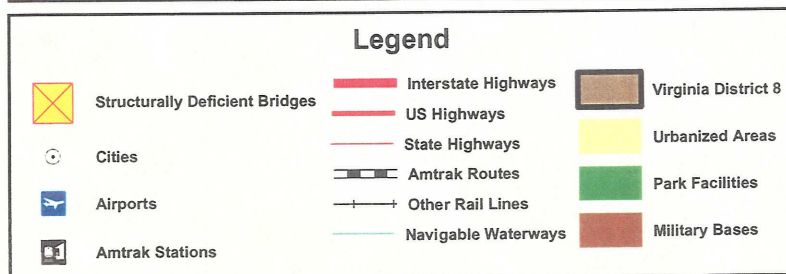 Legend
Structurally Deficient Bridges
Cities
Airports
Amtrak Stations
Interstate Highways
US Highways
State Highways
Amtrak Routes
Other Rail Lines
Navigable Waterways
Virginia District 8
Urbanized Areas
Park Facilities
Military Bases